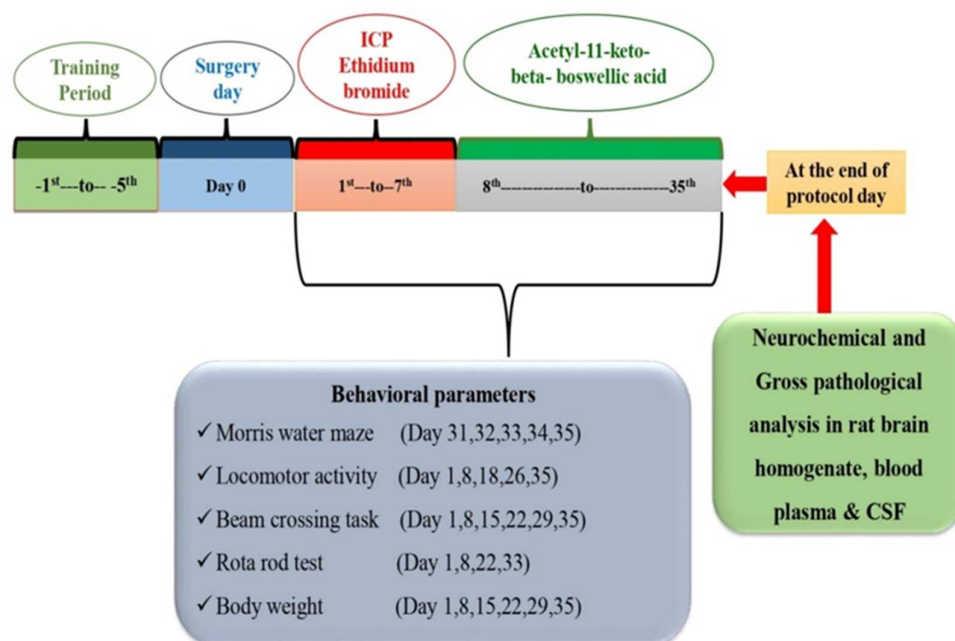 Training
Period
Surgery
day
ICP
Ethidium
bromide
Acetyl-11-keto-
beta- boswellic acid
-1st---to-- -5th
Day 0
1st---to--7th
8th--------------to--------------35th
At the end of
protocol day
Neurochemical and
Gross pathological
analysis in rat brain
homogenate, blood
plasma & CSF
Behavioral parameters
✓ Morris water maze (Day 31,32,33,34,35)
✓ Locomotor activity (Day 1,8,18,26,35)
✓ Beam crossing task (Day 1,8,15,22,29,35)
✓ Rota rod test (Day 1,8,22,33)
✓ Body weight (Day 1,8,15,22,29,35)